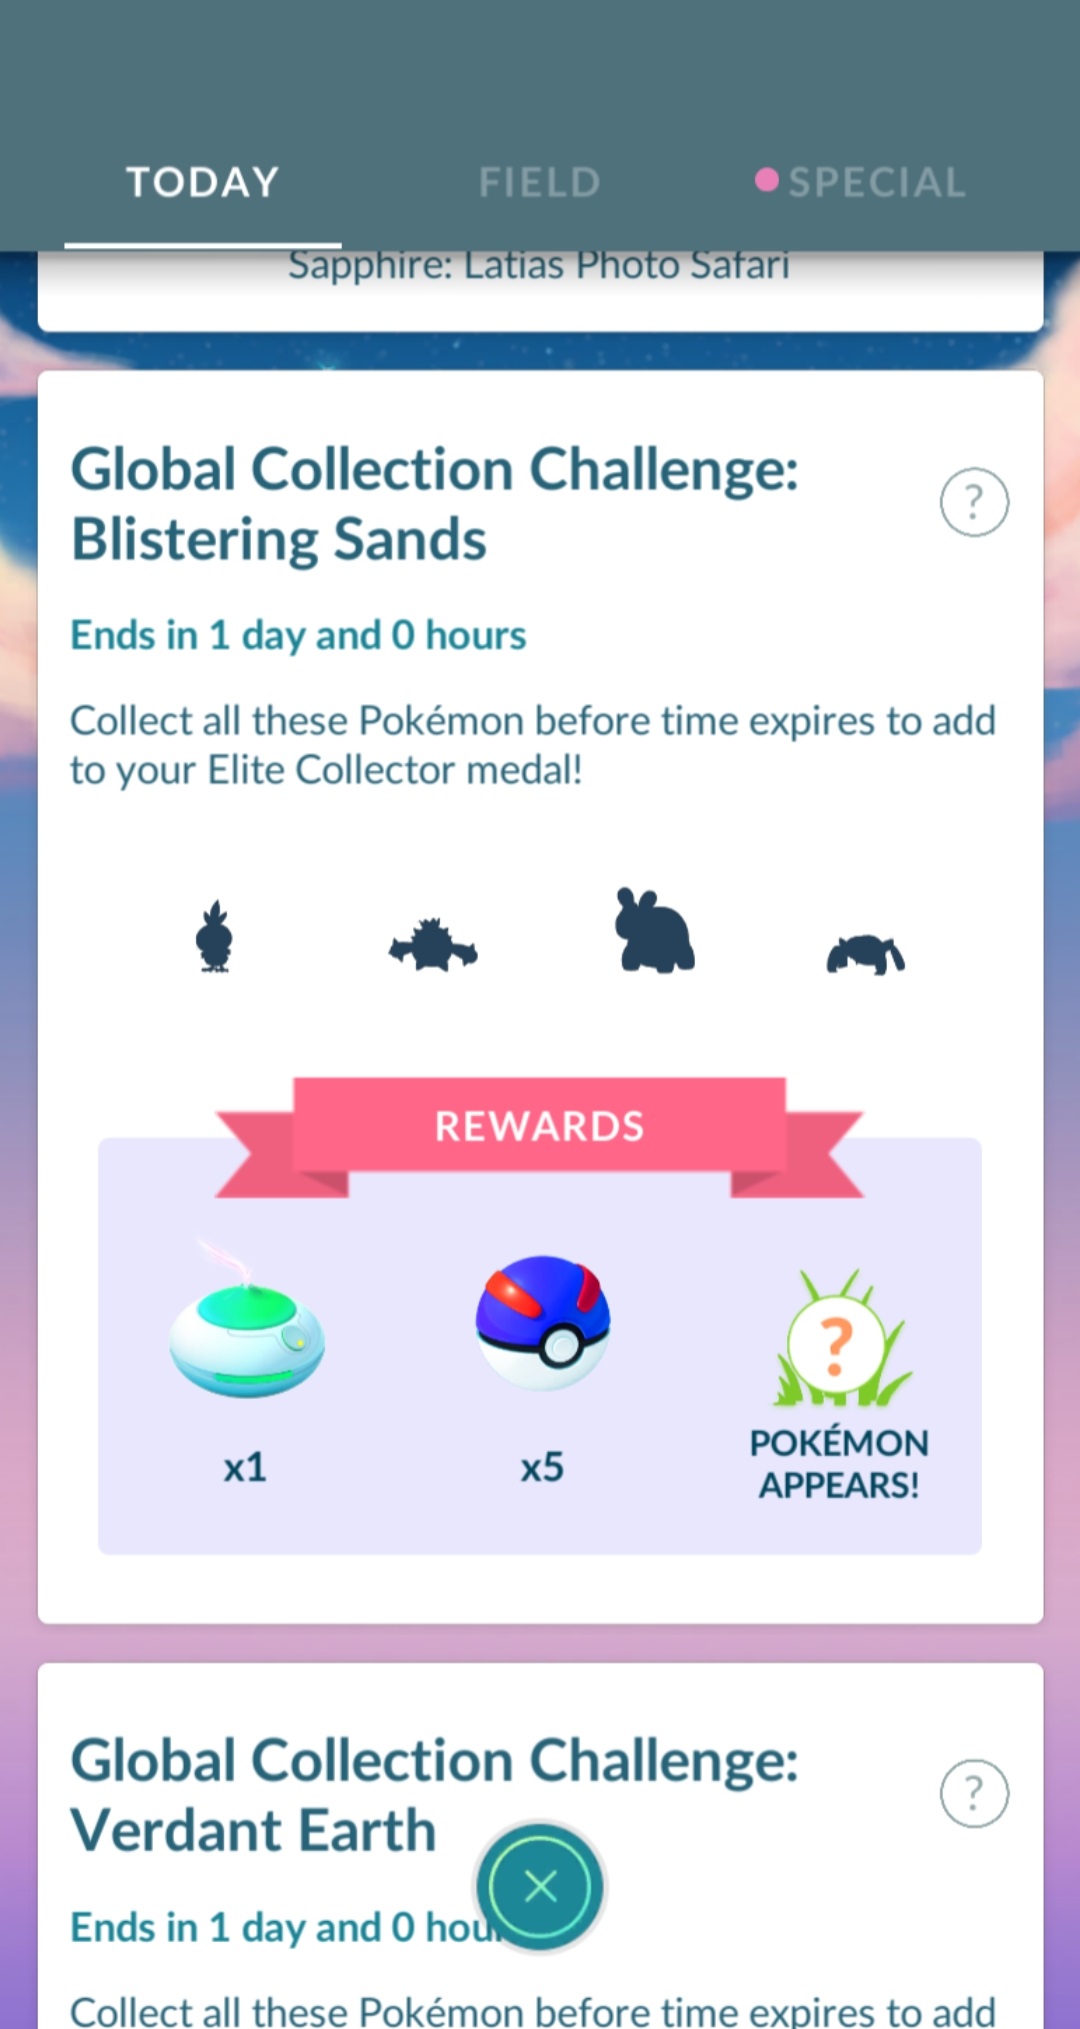 TODAY
FIELD
SPECIAL
Sapphire: Latias Photo Safari
Global Collection Challenge:
Blistering Sands
?
Ends in 1 day and 0 hours
Collect all these Pokémon before time expires to add
to your Elite Collector medal!
REWARDS
?
x1
x5
POKÉMON
APPEARS!
Global Collection Challenge:
Verdant Earth
?
Ends in 1 day and 0
Collect all these Pokémon before time expires to add